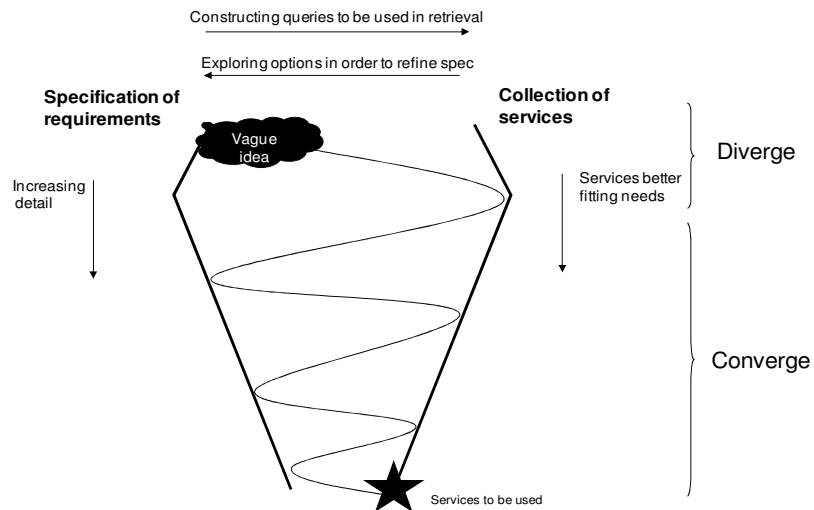 Constructing queries to be used in retrieval
Exploring options in order to refine spec
Specification of
requirements
Collection of
services
Vague
idea
Diverge
Increasing
detail
Services better
fitting needs
Converge
Services to be used